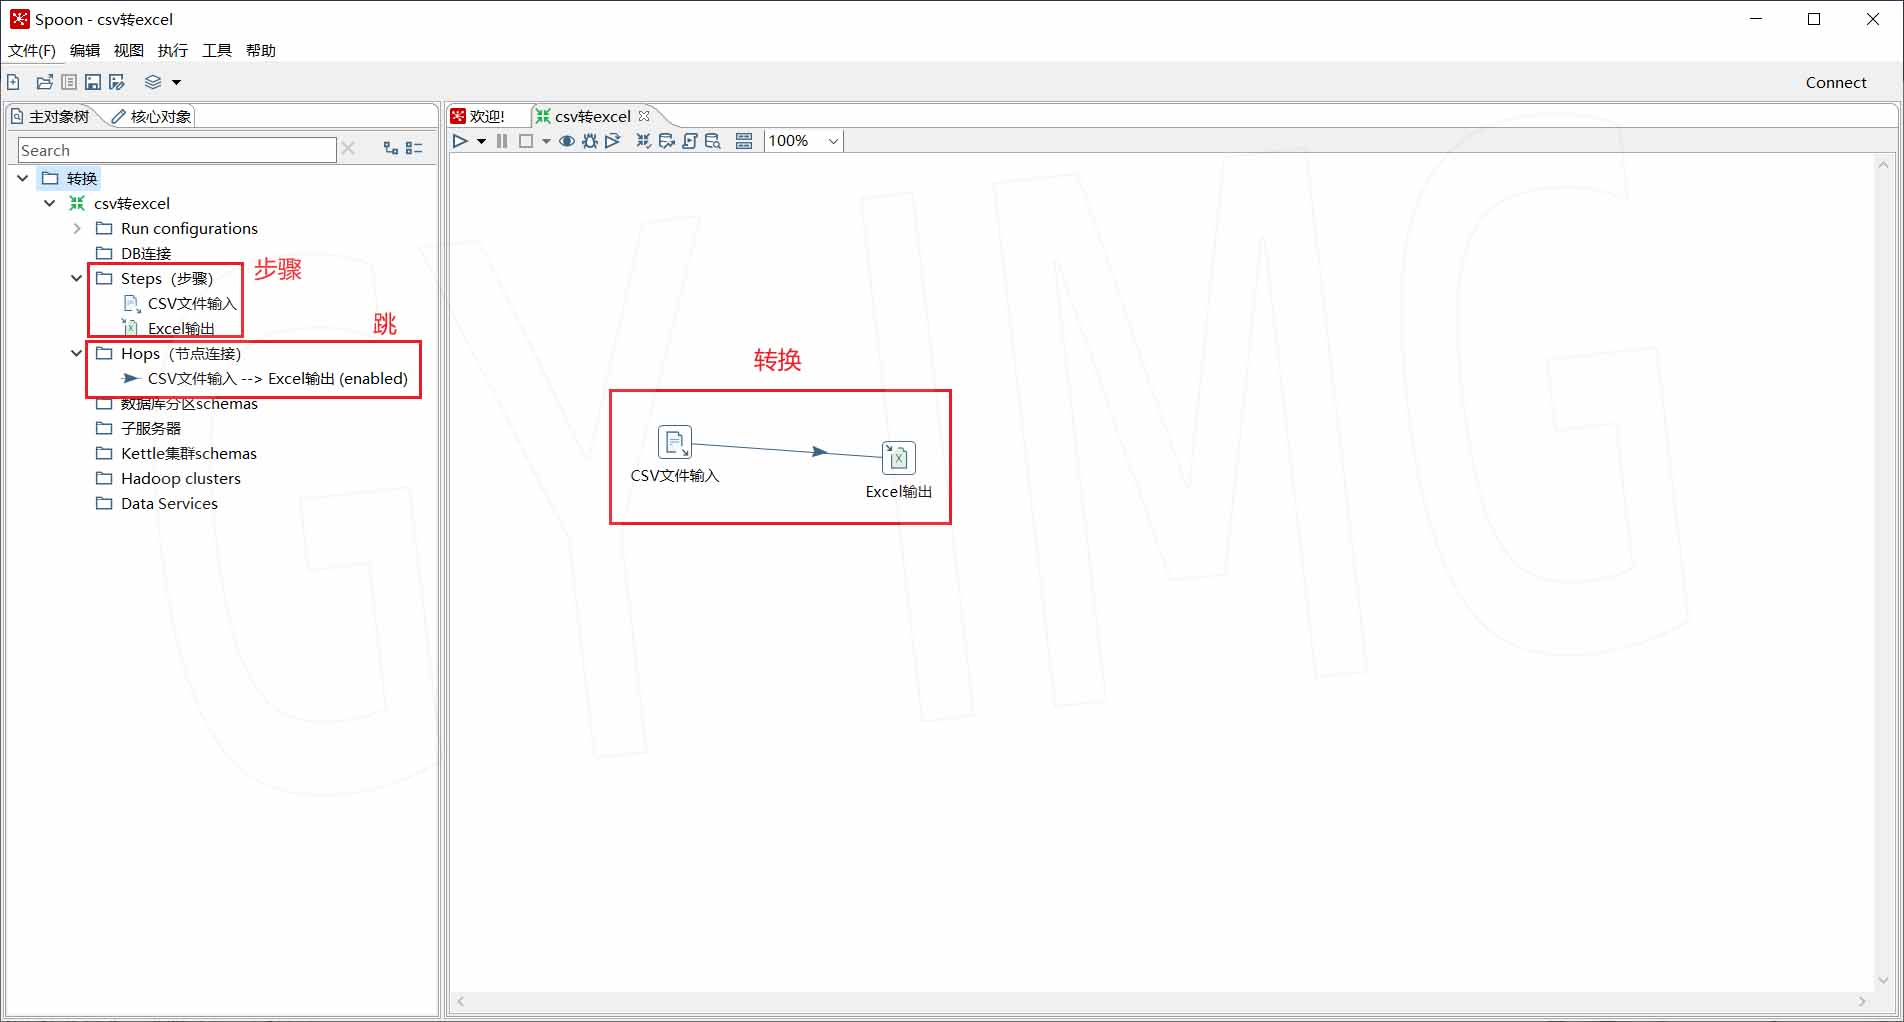 Spoon - csv转excel
文件(F) 编辑 视图 执行 工具 帮助
Connect
主对象树 核心对象
欢迎! csv转excel
Search
100%
转换
csv转excel
Run configurations
DB连接
Steps (步骤)
步骤
CSV文件输入
Excel输出
跳
Hops (节点连接)
CSV文件输入 --> Excel输出 (enabled)
数据库分区schemas
子服务器
Kettle集群schemas
Hadoop clusters
Data Services
转换
CSV文件输入
Excel输出
GY IMG